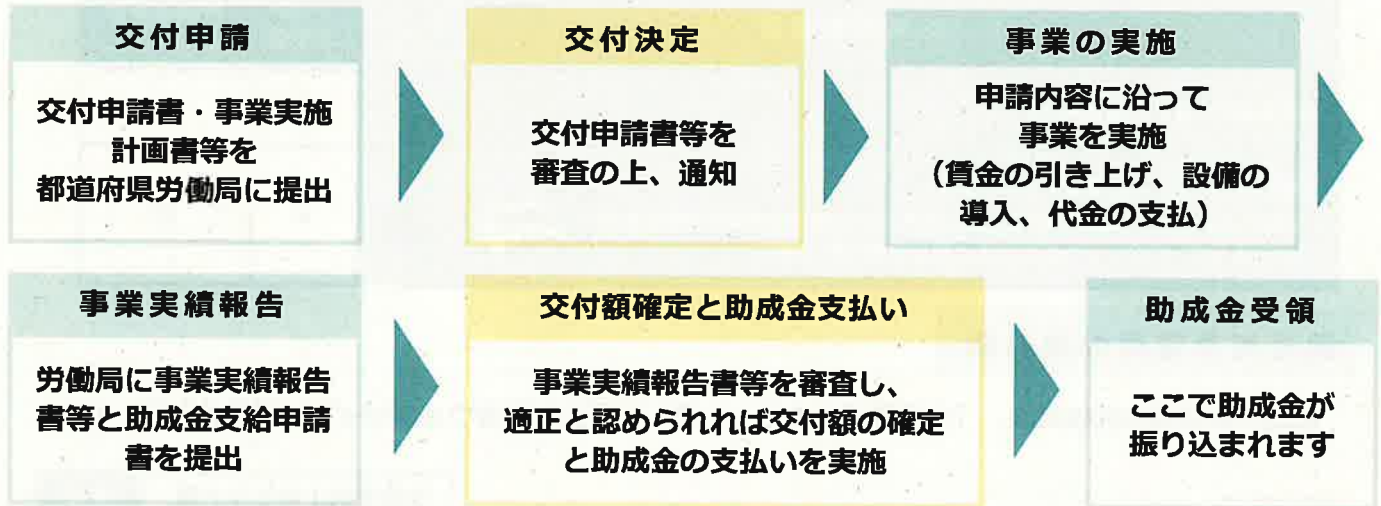 交付申請
交付申請書・事業実施
計画書等を
都道府県労働局に提出
交付決定
交付申請書等を
審査の上、通知
事業の実施
申請内容に沿って
事業を実施
（賃金の引き上げ、設備の
導入、代金の支払）
事業実績報告
労働局に事業実績報告
書等と助成金支給申請
書を提出
交付額確定と助成金支払い
事業実績報告書等を審査し、
適正と認められれば交付額の確定
と助成金の支払いを実施
助成金受領
ここで助成金が
振り込まれます